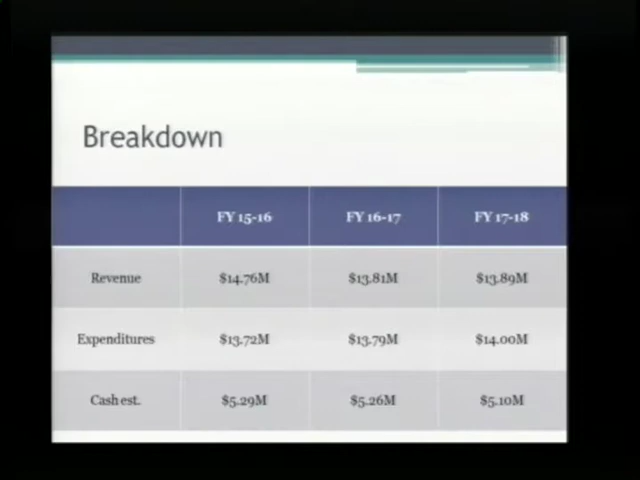 Breakdown
FY 15-16 FY 16-17 FY 17-18
Revenue $14.76M $13.81M $13.89M
Expenditures $13.72M $13.79M $14.00M
Cash est. $5.29M $5.26M $5.10M